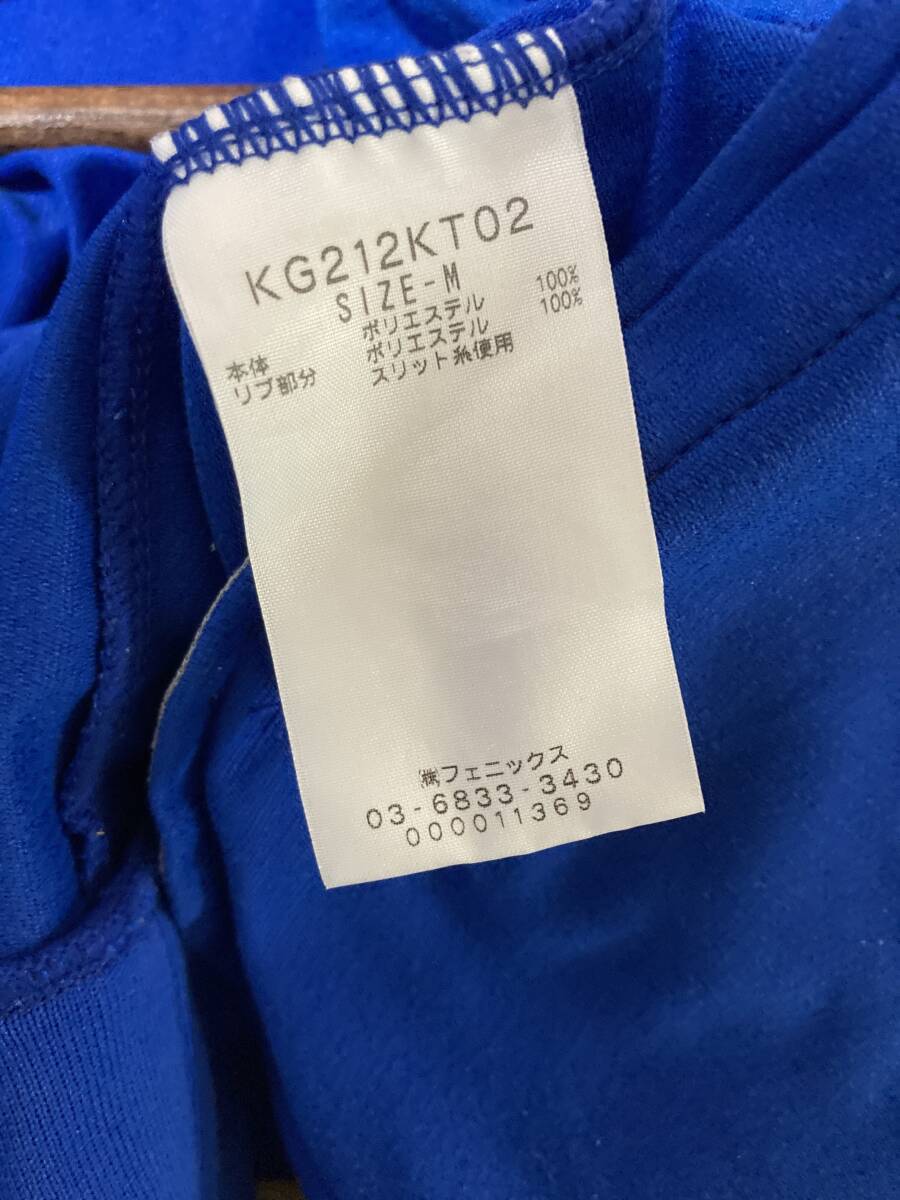 KG212KT02
SIZE-M
本体 ポリエステル 100%
リブ部分 ポリエステル 100%
スリット糸使用
㈱フェニックス
03-6833-3430
000011369